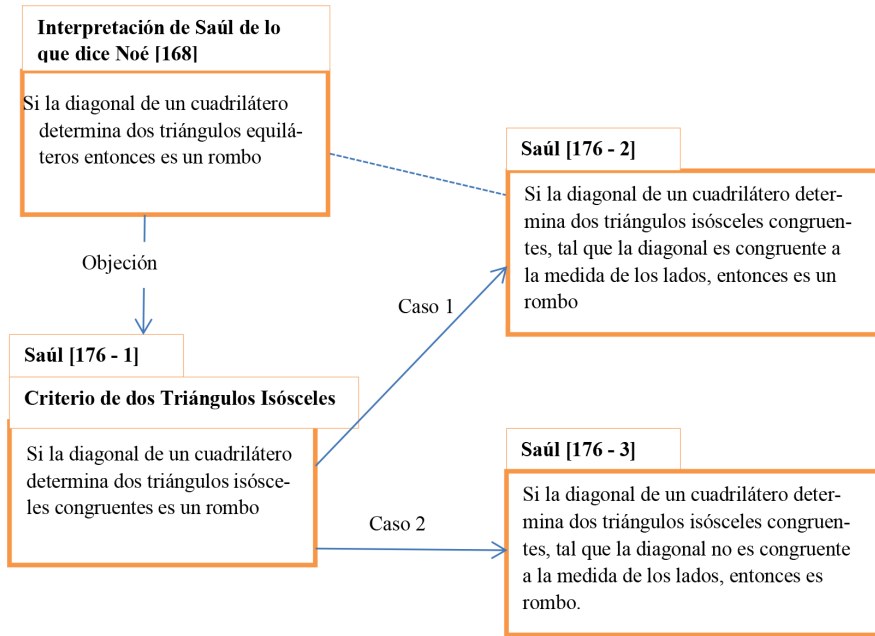 Interpretación de Saúl de lo
que dice Noé [168]
Si la diagonal de un cuadrilátero
determina dos triángulos equilá-
teros entonces es un rombo
Objeción
Saúl [176 - 1]
Criterio de dos Triángulos Isósceles
Si la diagonal de un cuadrilátero
determina dos triángulos isósce-
les congruentes es un rombo
Caso 1
Saúl [176 - 2]
Si la diagonal de un cuadrilátero deter-
mina dos triángulos isósceles congruen-
tes, tal que la diagonal es congruente a
la medida de los lados, entonces es un
rombo
Caso 2
Saúl [176 - 3]
Si la diagonal de un cuadrilátero deter-
mina dos triángulos isósceles congruen-
tes, tal que la diagonal no es congruente
a la medida de los lados, entonces es
rombo.